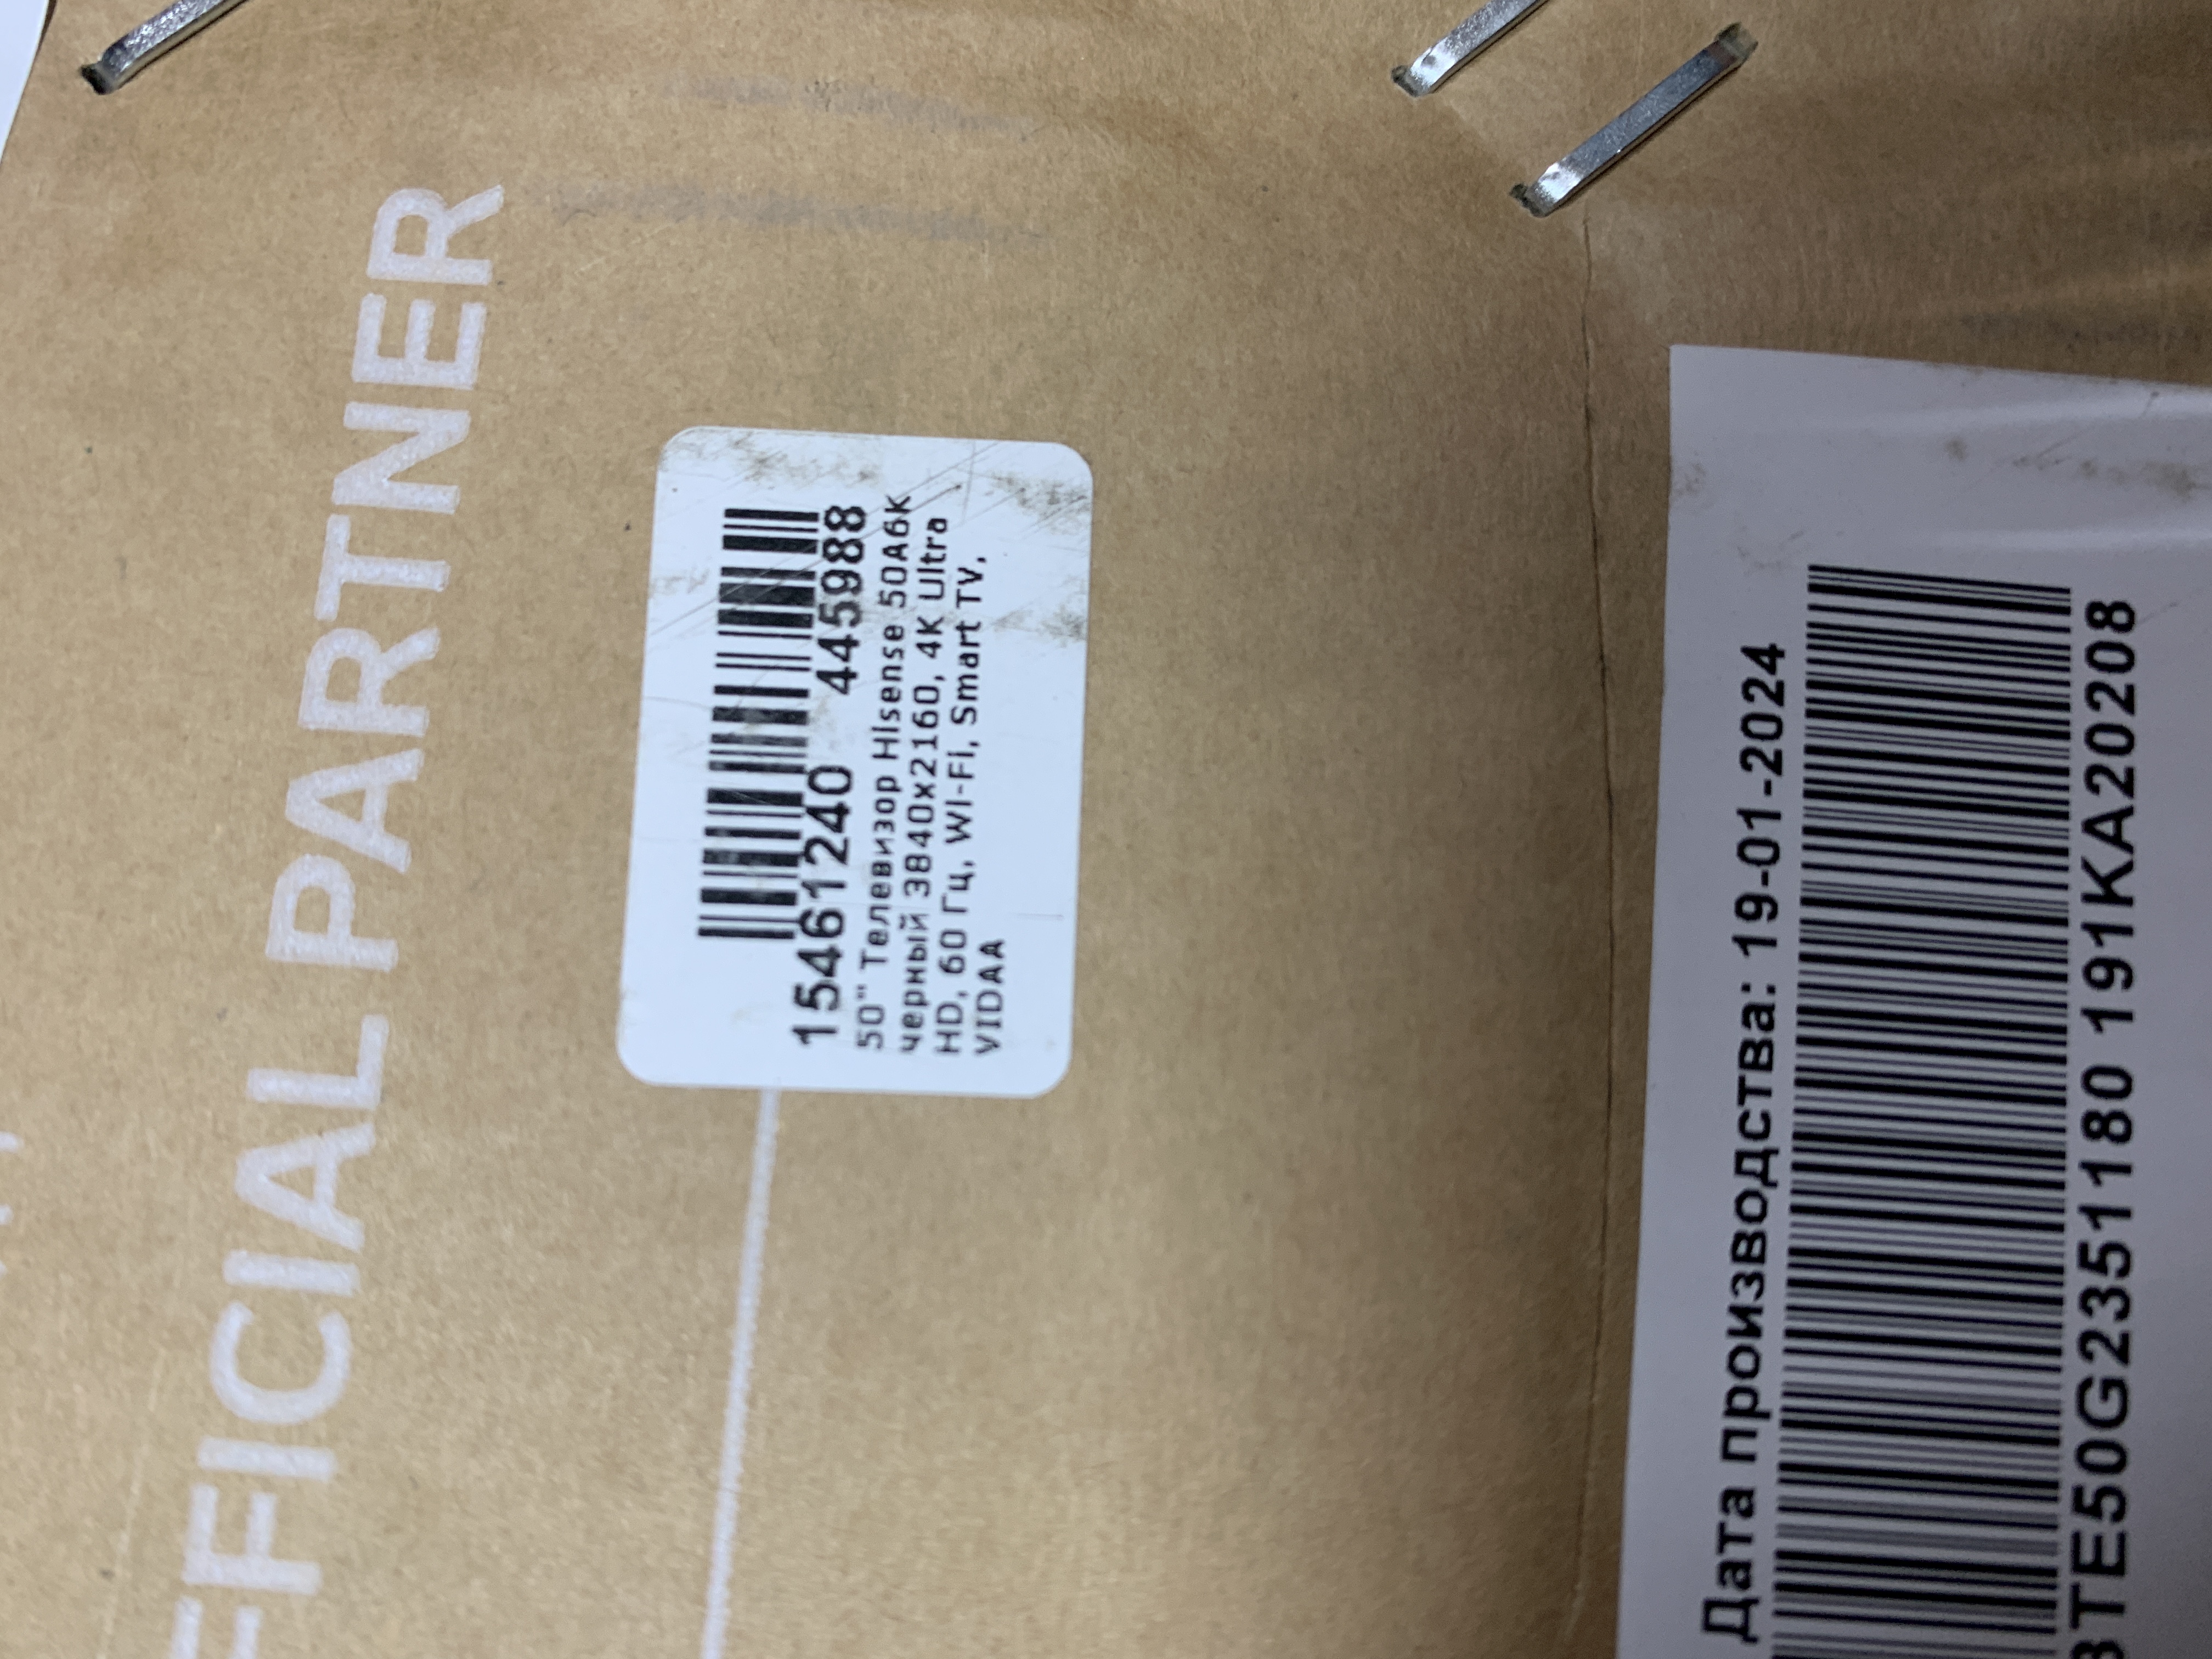 FFICIAL PARTNER
15461240 445988
50" Телевизор Hisense 50A6K
черный 3840x2160, 4K Ultra
HD, 60 Гц, Wi-Fi, Smart TV,
VIDAA
Дата производства: 19-01-2024
3TE50G2351180 191KA20208